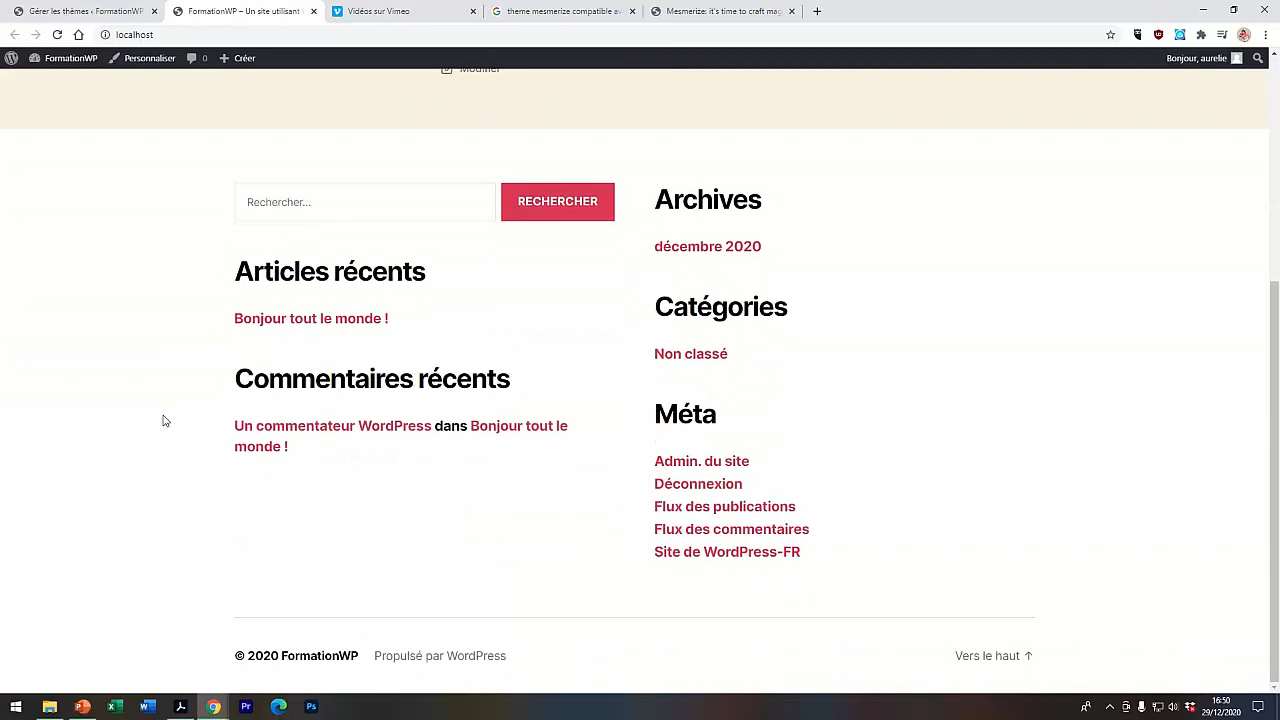 Gérer les thèmes ‹ FormationWP
FormationWP – Un site utilisant
Vidéos sur Vimeo
theme mesmerize compatible av
Mesmerize: it's time to craft mag
localhost
FormationWP
Personnaliser
0
Créer
Bonjour, aurelie
Modifier
Rechercher...
RECHERCHER
Articles récents
Bonjour tout le monde !
Commentaires récents
Un commentateur WordPress dans Bonjour tout le
monde !
Archives
décembre 2020
Catégories
Non classé
Méta
Admin. du site
Déconnexion
Flux des publications
Flux des commentaires
Site de WordPress-FR
© 2020 FormationWP
Propulsé par WordPress
Vers le haut ↑
16:50
29/12/2020